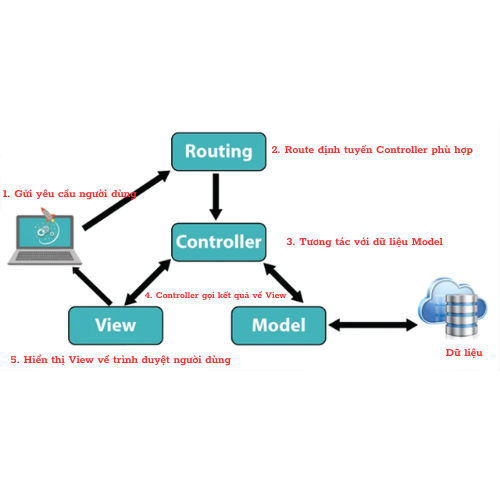 Routing
2. Route định tuyến Controller phù hợp
1. Gửi yêu cầu người dùng
Controller
3. Tương tác với dữ liệu Model
4. Controller gọi kết quả về View
View
Model
Dữ liệu
5. Hiển thị View về trình duyệt người dùng